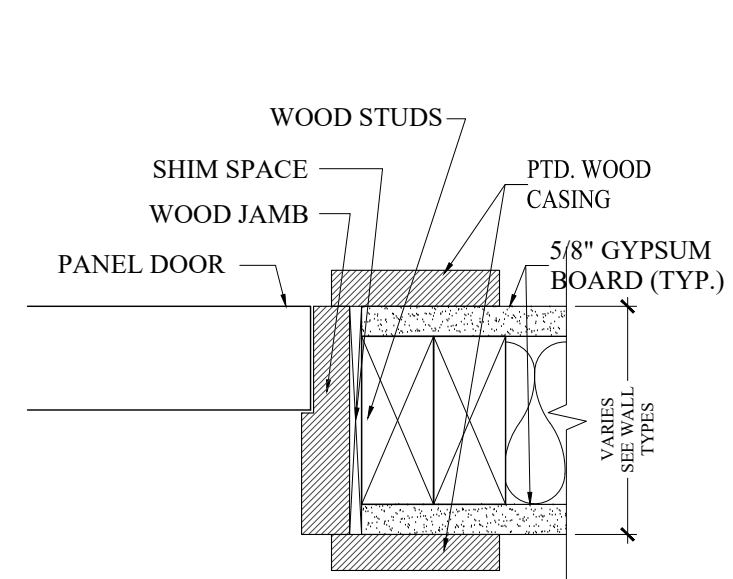 WOOD STUDS
SHIM SPACE
WOOD JAMB
PANEL DOOR
PTD. WOOD
CASING
5/8" GYPSUM
BOARD (TYP.)
VARIES
SEE WALL
TYPES